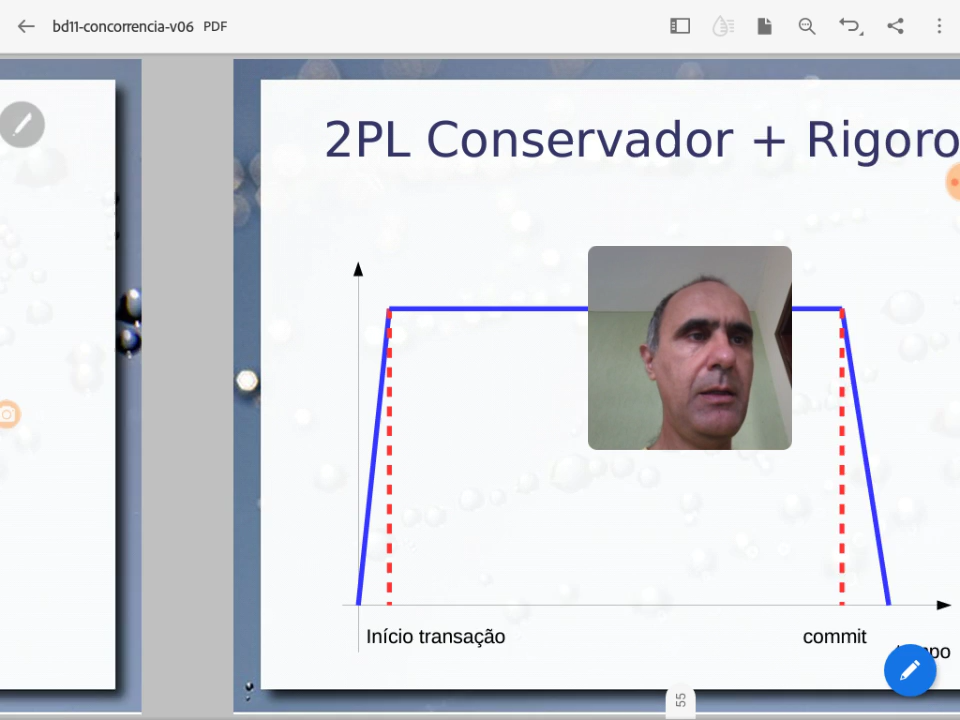 bd11-concorrencia-v06 PDF
2PL Conservador + Rigoro
Início transação
commit
55